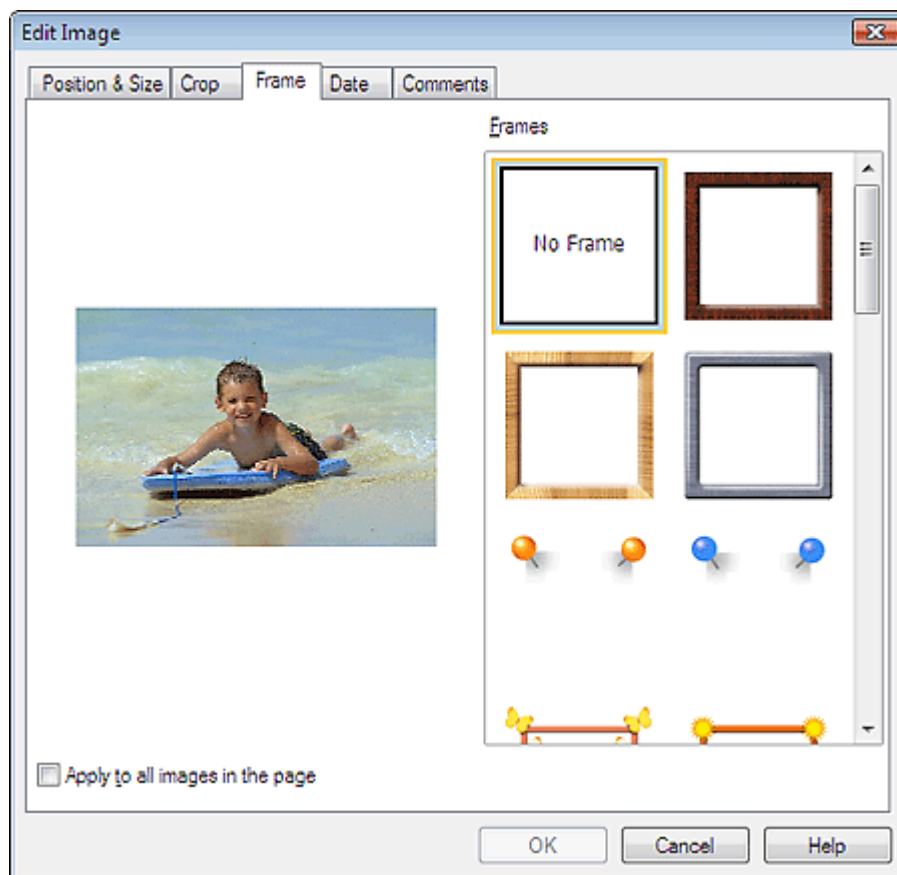 Edit Image
Position & Size Crop Frame Date Comments
Frames
No Frame
Apply to all images in the page
OK Cancel Help